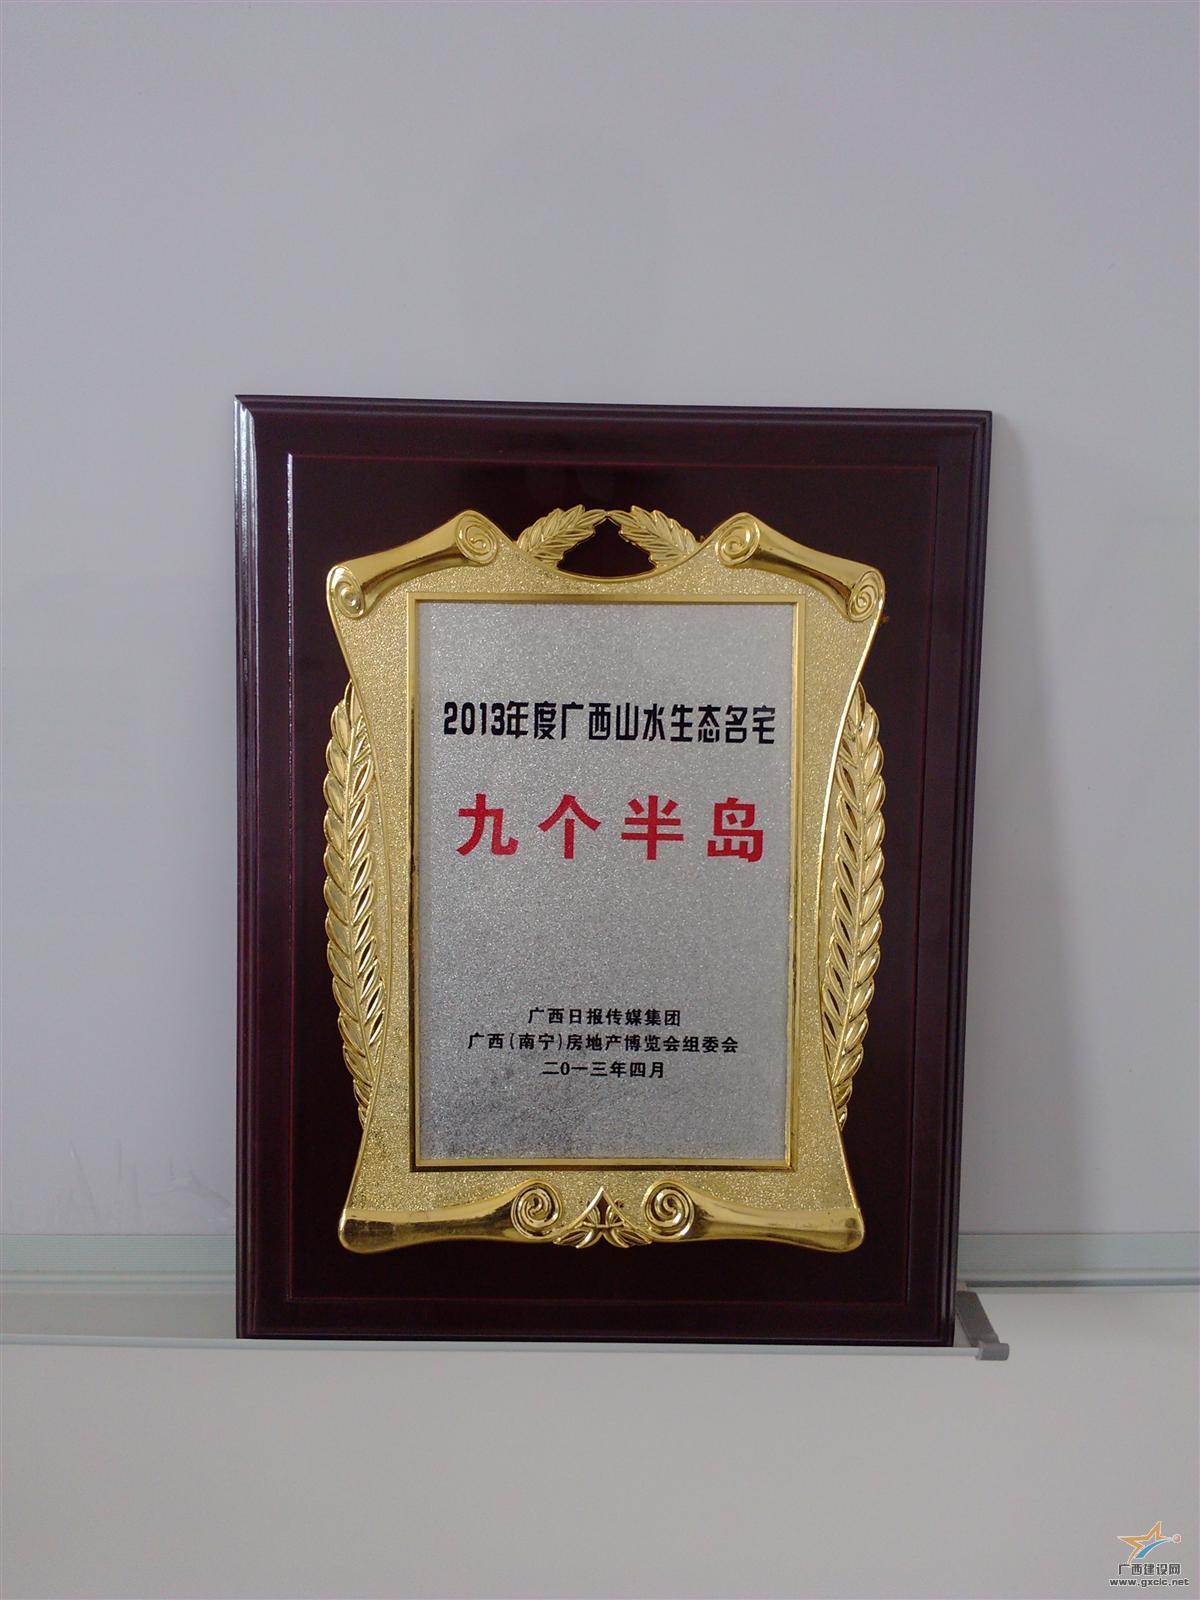 2013年度广西山水生态名宅
九个半岛
广西日报传媒集团
广西(南宁)房地产博览会组委会
二0一三年四月
广西建设网
www.gxcic.net